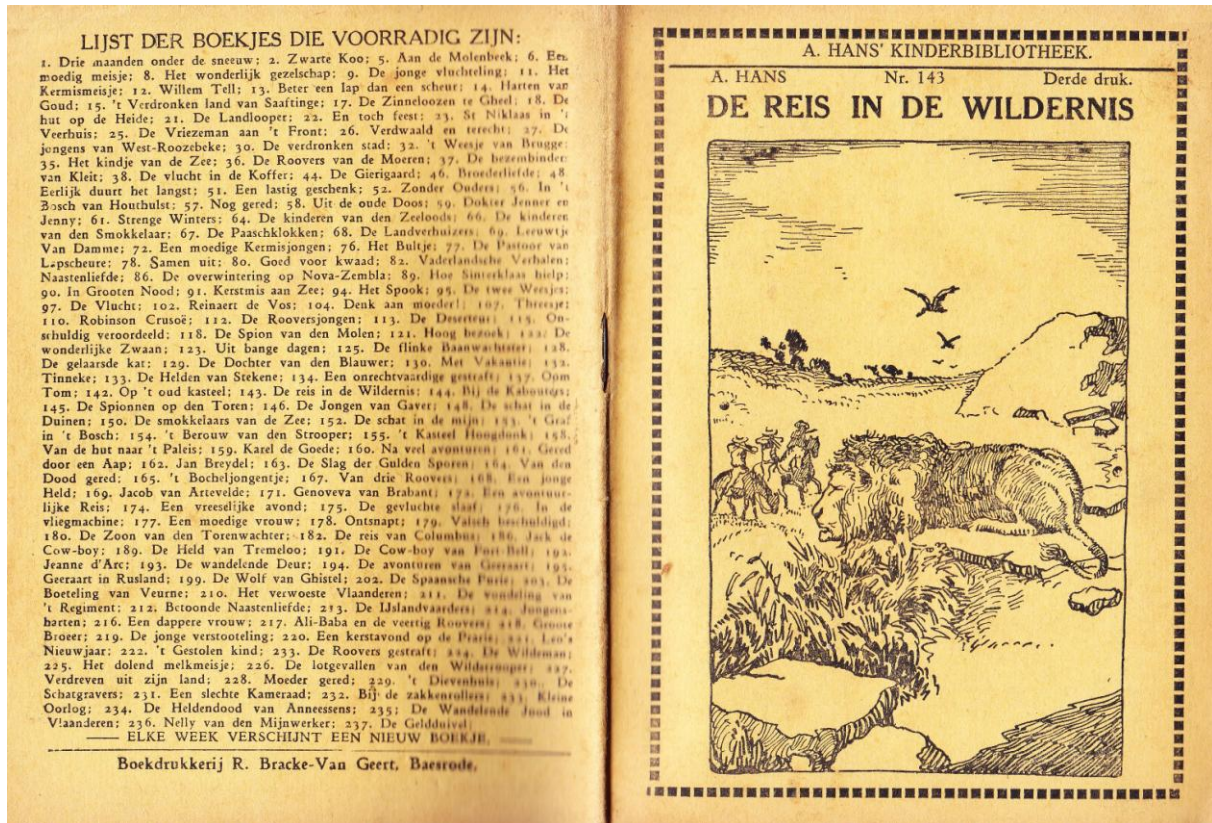 LIJST DER BOEKJES DIE VOORRADIG ZIJN:
1. Drie maanden onder de sneeuw; 2. Zwarte Koo; 5. Aan de Molenbeek; 6. Een
moedig meisje; 8. Het wonderlijk gezelschap; 9. De jonge vluchteling; 11. Het
Kermismeisje; 12. Willem Tell; 13. Beter een lap dan een scheur; 14. Harten van
Goud; 15. 't Verdronken land van Saaftinge; 17. De Zinneloozen te Gheel; 18. De
hut op de Heide; 21. De Landlooper; 22. En toch feest; 23. St Niklaas in 't
Veerhuis; 25. De Vriezeman aan 't Front; 26. Verdwaald en terecht; 27. De
jongens van West-Roozebeke; 30. De verdronken stad; 32. 't Weesje van Brugge;
35. Het kindje van de Zee; 36. De Roovers van de Moeren; 37. De bezembinder
van Kleit; 38. De vlucht in de Koffer; 44. De Gierigaard; 46. Broederliefde; 48.
Eerlijk duurt het langst; 51. Een lastig geschenk; 52. Zonder Ouders; 56. In 't
Bosch van Houthulst; 57. Nog gered; 58. Uit de oude Doos; 59. Dokter Jenner en
Jenny; 61. Strenge Winters; 64. De kinderen van den Zeeloods; 66. De kinderen
van den Smokkelaar; 67. De Paaschklokken; 68. De Landverhuizers; 69. Leeuwtje
Van Damme; 72. Een moedige Kermisjongen; 76. Het Bultje; 77. De Pastoor van
Lapscheure; 78. Samen uit; 80. Goed voor kwaad; 82. Vaderlandsche Verhalen;
Naastenliefde; 86. De overwintering op Nova-Zembla; 89. Hoe Sinterklaas hielp;
90. In Grooten Nood; 91. Kerstmis aan Zee; 94. Het Spook; 95. De twee Weesjes;
97. De Vlucht; 102. Reinaert de Vos; 104. Denk aan moeder!; 107. Threesje;
110. Robinson Crusoë; 112. De Rooversjongen; 113. De Deserteur; 115. On-
schuldig veroordeeld; 118. De Spion van den Molen; 121. Hoog bezoek; 122. De
wonderlijke Zwaan; 123. Uit bange dagen; 125. De flinke Baanwachtster; 128.
De gelaarsde kat; 129. De Dochter van den Blauwer; 130. Met Vakantie; 132.
Tinneke; 133. De Helden van Stekene; 134. Een onrechtvaardige gestraft; 137. Oom
Tom; 142. Op 't oud kasteel; 143. De reis in de Wildernis; 144. Bij de Kabouters;
145. De Spionnen op den Toren; 146. De Jongen van Gaver; 148. De schat in de
Duinen; 150. De smokkelaars van de Zee; 152. De schat in de mijn; 153. 't Graf
in 't Bosch; 154. 't Berouw van den Strooper; 155. 't Kasteel Hoogdonk; 158.
Van de hut naar 't Paleis; 159. Karel de Goede; 160. Na veel avonturen; 161. Gered
door een Aap; 162. Jan Breydel; 163. De Slag der Gulden Sporen; 164. Van den
Dood gered; 165. 't Bocheljongentje; 167. Van drie Roovers; 168. Een jonge
Held; 169. Jacob van Artevelde; 171. Genoveva van Brabant; 172. Een avontuur-
lijke Reis; 174. Een vreeselijke avond; 175. De gevluchte slaaf; 176. In de
vliegmachine; 177. Een moedige vrouw; 178. Ontsnapt; 179. Valsch beschuldigd;
180. De Zoon van den Torenwachter; 182. De reis van Columbus; 186. Jack de
Cow-boy; 189. De Held van Tremeloo; 191. De Cow-boy van Fort-Bell; 192.
Jeanne d'Arc; 193. De wandelende Deur; 194. De avonturen van Geeraart; 195.
Geeraart in Rusland; 199. De Wolf van Ghistel; 202. De Spaansche Furie; 203. De
Boeteling van Veurne; 210. Het verwoeste Vlaanderen; 211. De vondeling van
't Regiment; 212. Betoonde Naastenliefde; 213. De IJslandvaarders; 214. Jongens-
harten; 216. Een dappere vrouw; 217. Ali-Baba en de veertig Roovers; 218. Groote
Broer; 219. De jonge verstooteling; 220. Een kerstavond op de Prarie; 221. Leo's
Nieuwjaar; 222. 't Gestolen kind; 233. De Roovers gestraft; 224. De Wildeman;
225. Het dolend melkmeisje; 226. De lotgevallen van den Wildstrooper; 227.
Verdreven uit zijn land; 228. Moeder gered; 229. 't Dievenhuis; 230. De
Schatgravers; 231. Een slechte Kameraad; 232. Bij de zakkenrollers; 233. Kleine
Oorlog; 234. De Heldendood van Anneessens; 235; De Wandelende Jood in
Vlaanderen; 236. Nelly van den Mijnwerker; 237. De Geldduivel;
ELKE WEEK VERSCHIJNT EEN NIEUW BOEKJE.
Boekdrukkerij R. Bracke-Van Geert, Baesrode.
A. HANS' KINDERBIBLIOTHEEK.
A. HANS Nr. 143 Derde druk.
DE REIS IN DE WILDERNIS